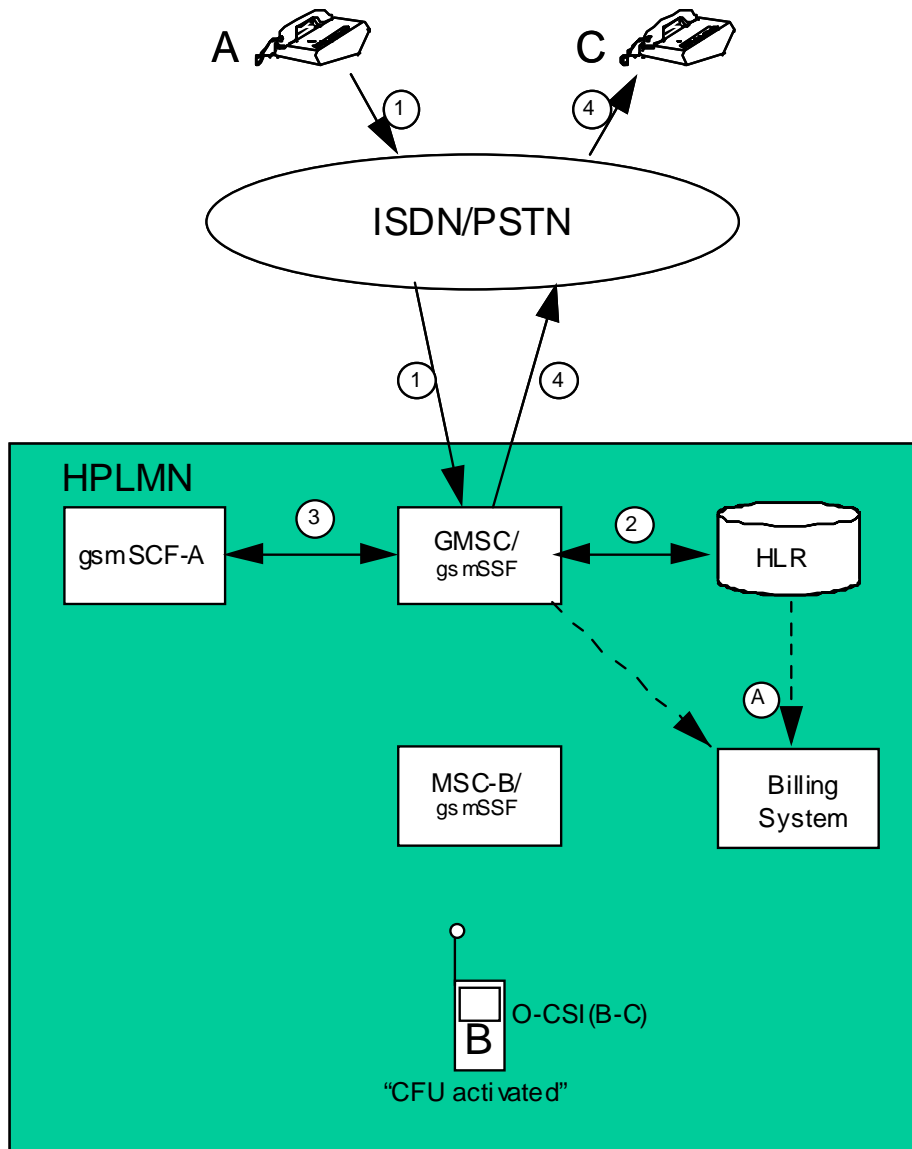 A
C
1
4
ISDN/PSTN
1
4
HPLMN
gsmSCF-A
3
GMSC/
gsmSSF
2
HLR
A
MSC-B/
gsmSSF
Billing
System
O-CSI(B-C)
B
“CFU activated”